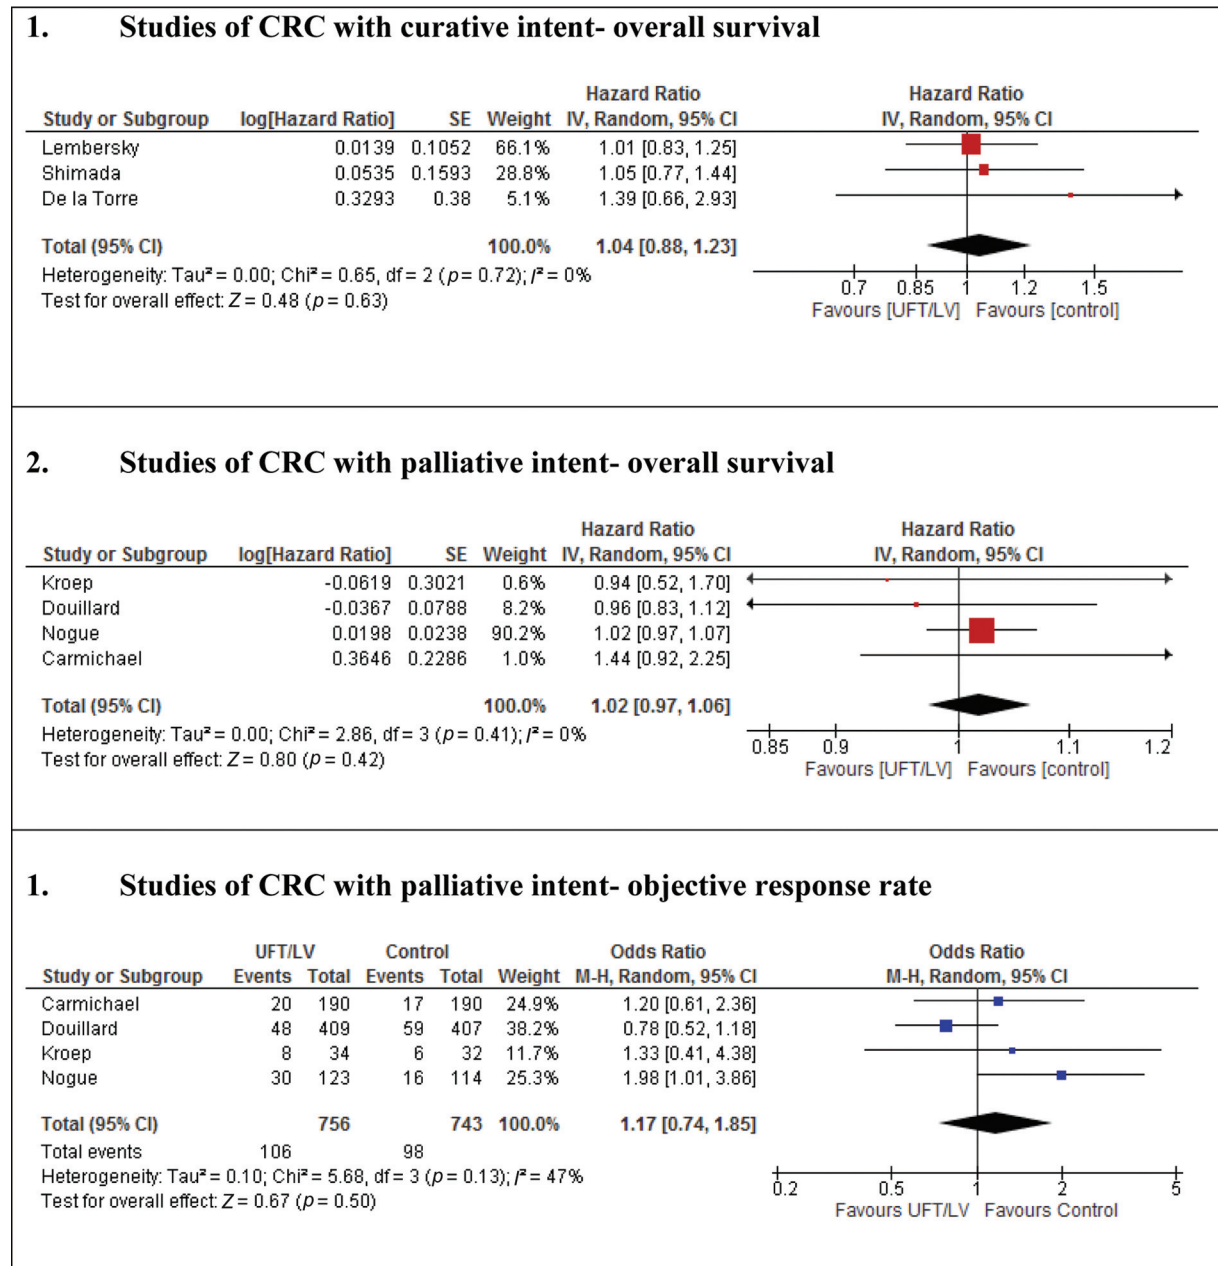 1. Studies of CRC with curative intent- overall survival
Hazard Ratio Hazard Ratio
Study or Subgroup log[Hazard Ratio] SE Weight IV, Random, 95% CI IV, Random, 95% CI
Lembersky 0.0139 0.1052 66.1% 1.01 [0.83, 1.25]
Shimada 0.0535 0.1593 28.8% 1.05 [0.77, 1.44]
De la Torre 0.3293 0.38 5.1% 1.39 [0.66, 2.93]
Total (95% CI) 100.0% 1.04 [0.88, 1.23]
Heterogeneity: Tau² = 0.00; Chi² = 0.65, df = 2 (p = 0.72); I² = 0%
Test for overall effect: Z = 0.48 (p = 0.63)
0.7 0.85 1 1.2 1.5
Favours [UFT/LV] Favours [control]
2. Studies of CRC with palliative intent- overall survival
Hazard Ratio Hazard Ratio
Study or Subgroup log[Hazard Ratio] SE Weight IV, Random, 95% CI IV, Random, 95% CI
Kroep -0.0619 0.3021 0.6% 0.94 [0.52, 1.70]
Douillard -0.0367 0.0788 8.2% 0.96 [0.83, 1.12]
Nogue 0.0198 0.0238 90.2% 1.02 [0.97, 1.07]
Carmichael 0.3646 0.2286 1.0% 1.44 [0.92, 2.25]
Total (95% CI) 100.0% 1.02 [0.97, 1.06]
Heterogeneity: Tau² = 0.00; Chi² = 2.86, df = 3 (p = 0.41); I² = 0%
Test for overall effect: Z = 0.80 (p = 0.42)
0.85 0.9 1 1.1 1.2
Favours [UFT/LV] Favours [control]
1. Studies of CRC with palliative intent- objective response rate
UFT/LV Control Odds Ratio Odds Ratio
Study or Subgroup Events Total Events Total Weight M-H, Random, 95% CI M-H, Random, 95% CI
Carmichael 20 190 17 190 24.9% 1.20 [0.61, 2.36]
Douillard 48 409 59 407 38.2% 0.78 [0.52, 1.18]
Kroep 8 34 6 32 11.7% 1.33 [0.41, 4.38]
Nogue 30 123 16 114 25.3% 1.98 [1.01, 3.86]
Total (95% CI) 756 743 100.0% 1.17 [0.74, 1.85]
Total events 106 98
Heterogeneity: Tau² = 0.10; Chi² = 5.68, df = 3 (p = 0.13); I² = 47%
Test for overall effect: Z = 0.67 (p = 0.50)
0.2 0.5 1 2 5
Favours UFT/LV Favours Control